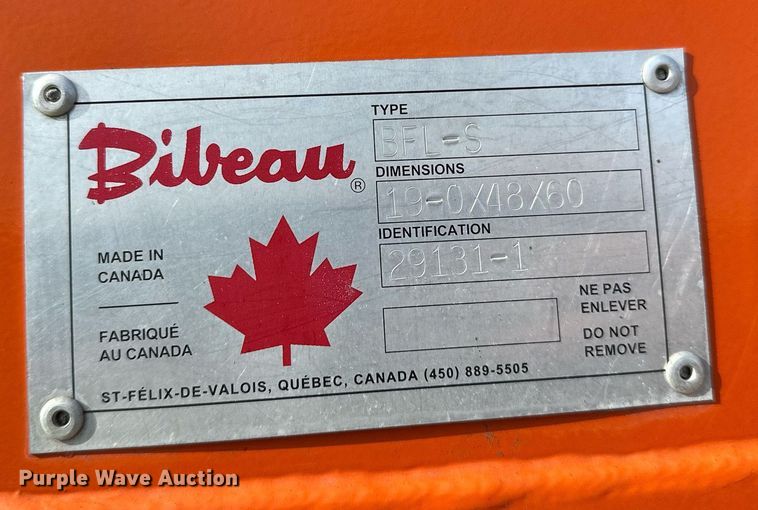 Bibeau ®
TYPE
BFL-S
DIMENSIONS
19-0X48X60
IDENTIFICATION
29131-1
MADE IN
CANADA
FABRIQUÉ
AU CANADA
NE PAS
ENLEVER
DO NOT
REMOVE
ST-FÉLIX-DE-VALOIS, QUÉBEC, CANADA (450) 889-5505
Purple Wave Auction